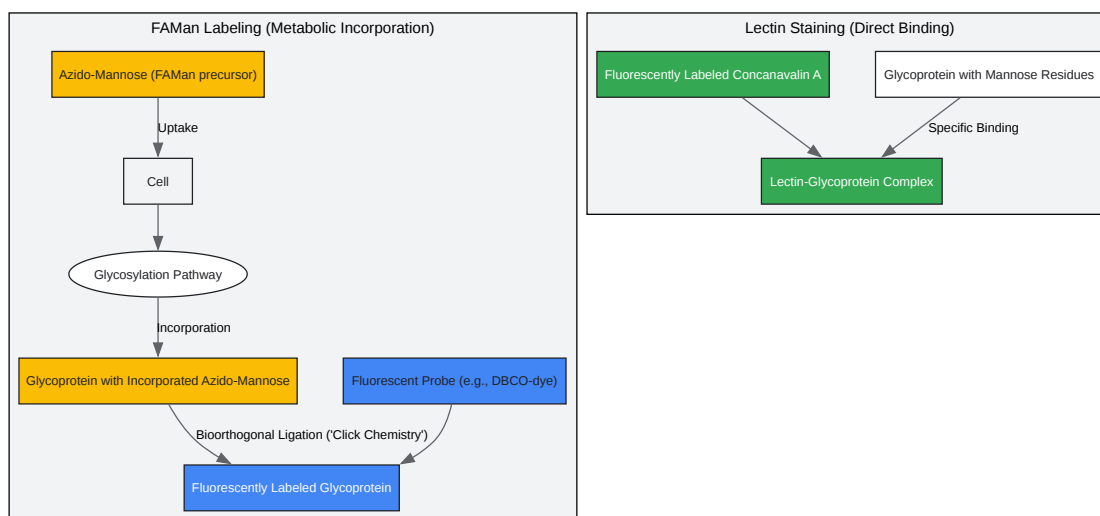 FAMan Labeling (Metabolic Incorporation)
Azido-Mannose (FAMan precursor)
Uptake
Cell
Glycosylation Pathway
Incorporation
Glycoprotein with Incorporated Azido-Mannose
Fluorescent Probe (e.g., DBCO-dye)
Bioorthogonal Ligation ('Click Chemistry')
Fluorescently Labeled Glycoprotein
Lectin Staining (Direct Binding)
Fluorescently Labeled Concanavalin A
Glycoprotein with Mannose Residues
Specific Binding
Lectin-Glycoprotein Complex